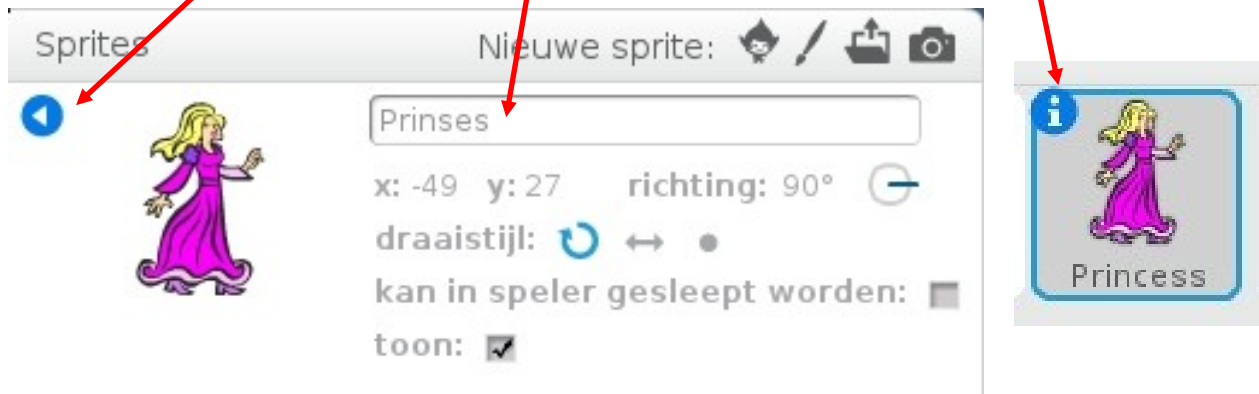 Sprites Nieuwe sprite:
Prinses
x: -49 y: 27 richting: 90°
draaistijl:
kan in speler gesleept worden:
toon:
i
Princess